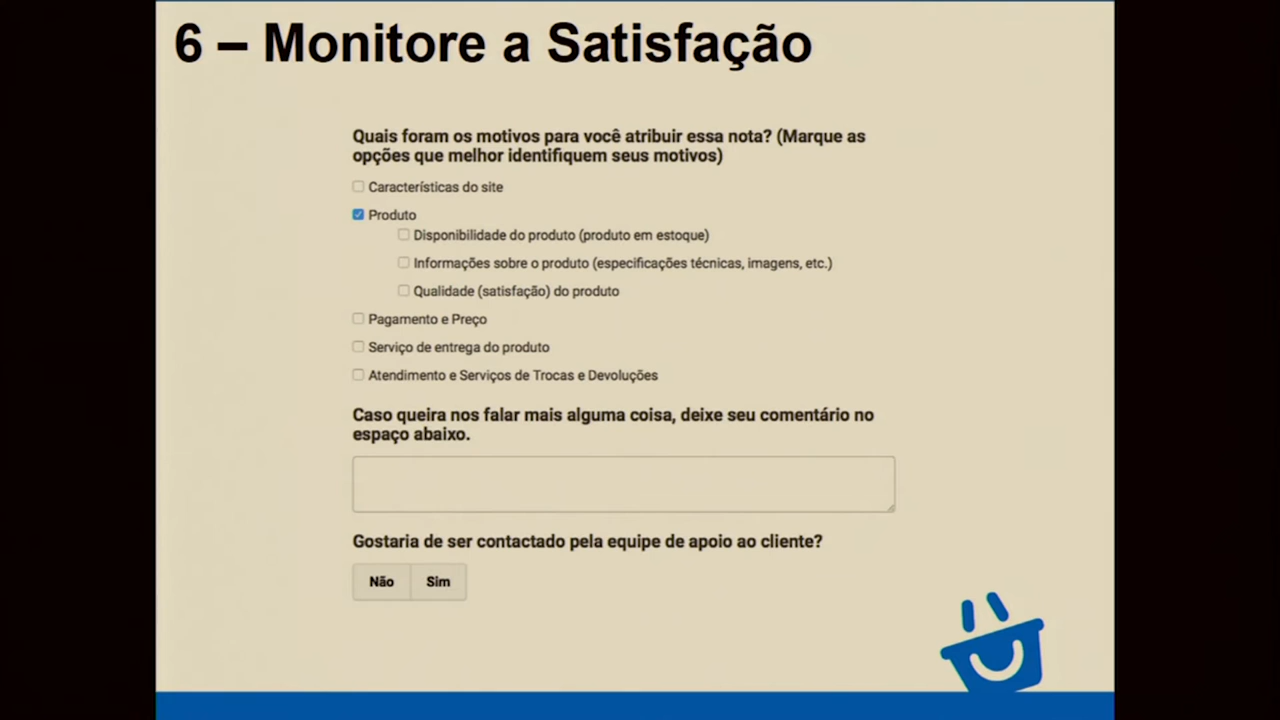 6 – Monitore a Satisfação
Quais foram os motivos para você atribuir essa nota? (Marque as
opções que melhor identifiquem seus motivos)
Características do site
Produto
Disponibilidade do produto (produto em estoque)
Informações sobre o produto (especificações técnicas, imagens, etc.)
Qualidade (satisfação) do produto
Pagamento e Preço
Serviço de entrega do produto
Atendimento e Serviços de Trocas e Devoluções
Caso queira nos falar mais alguma coisa, deixe seu comentário no
espaço abaixo.
Gostaria de ser contactado pela equipe de apoio ao cliente?
Não Sim